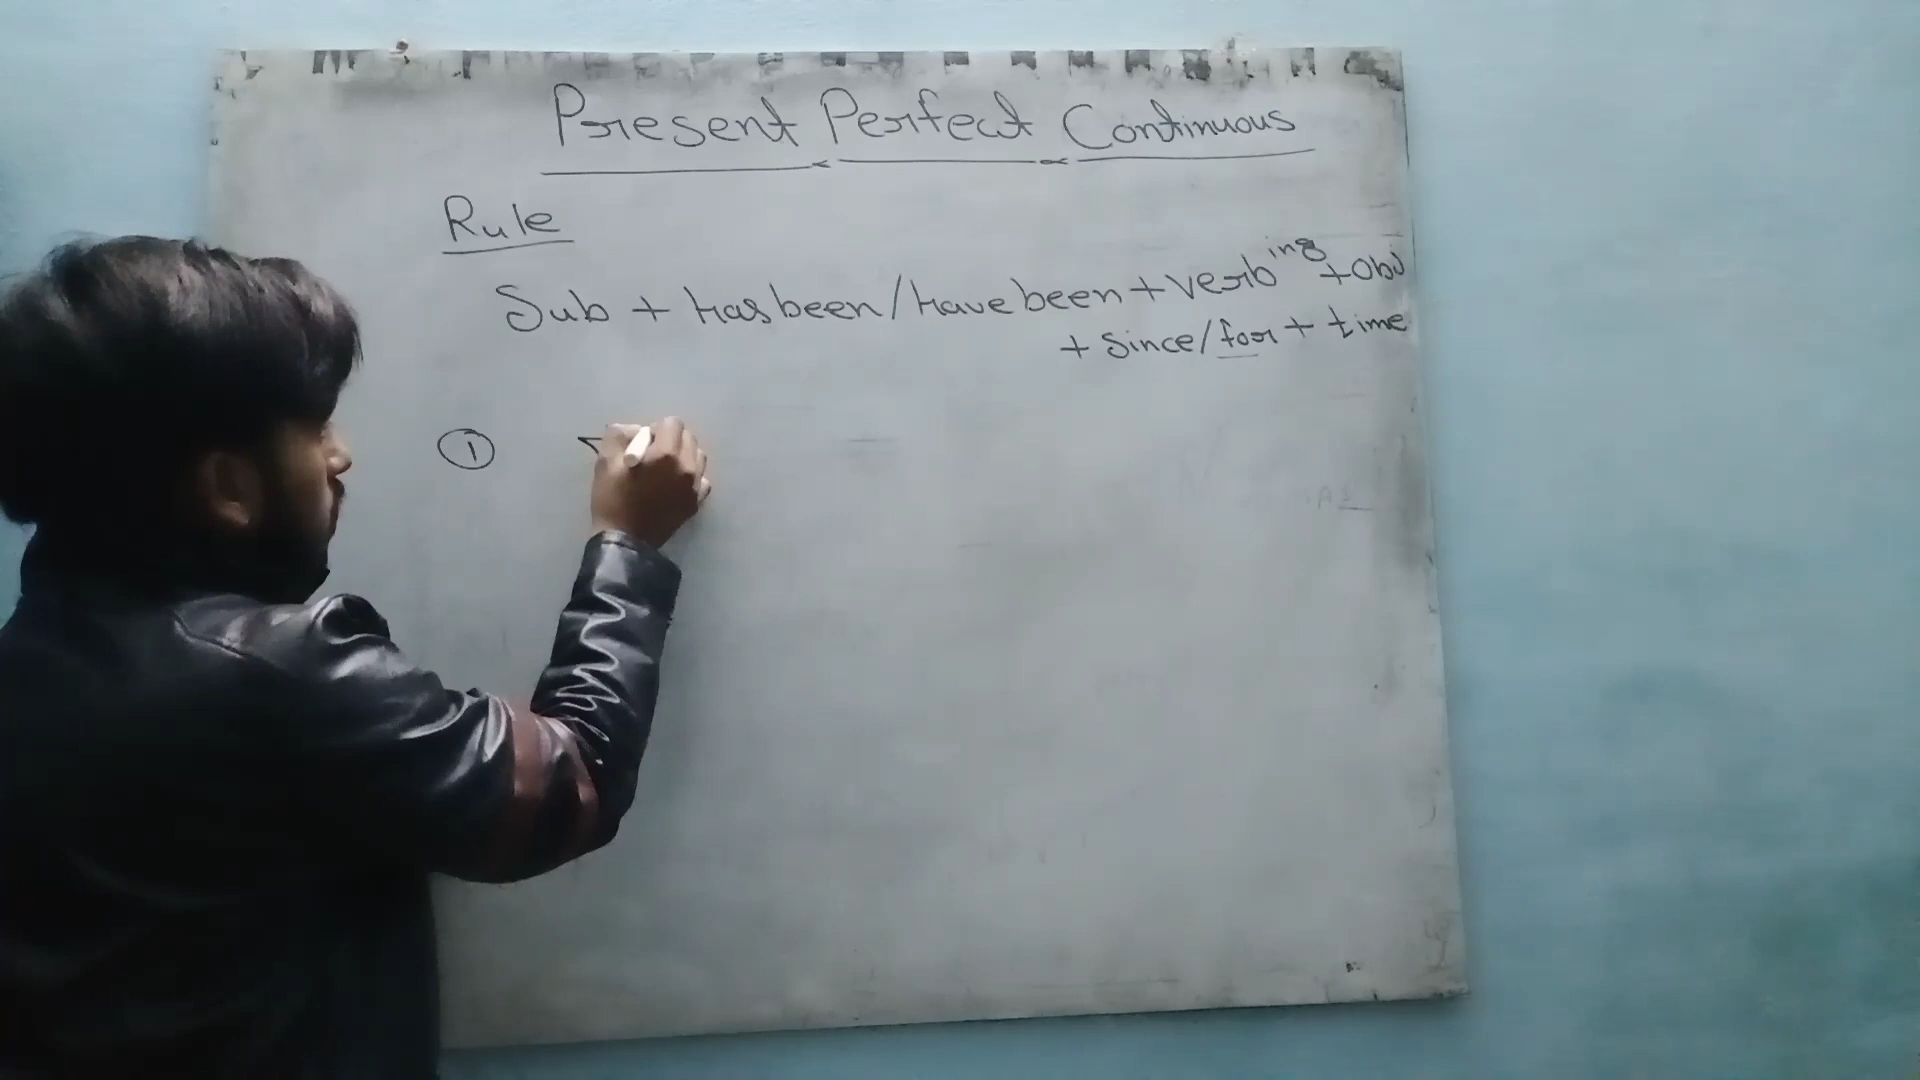 Present Perfect Continuous
Rule
Sub + has been / have been + verb ing + obj
+ since / for + time
①